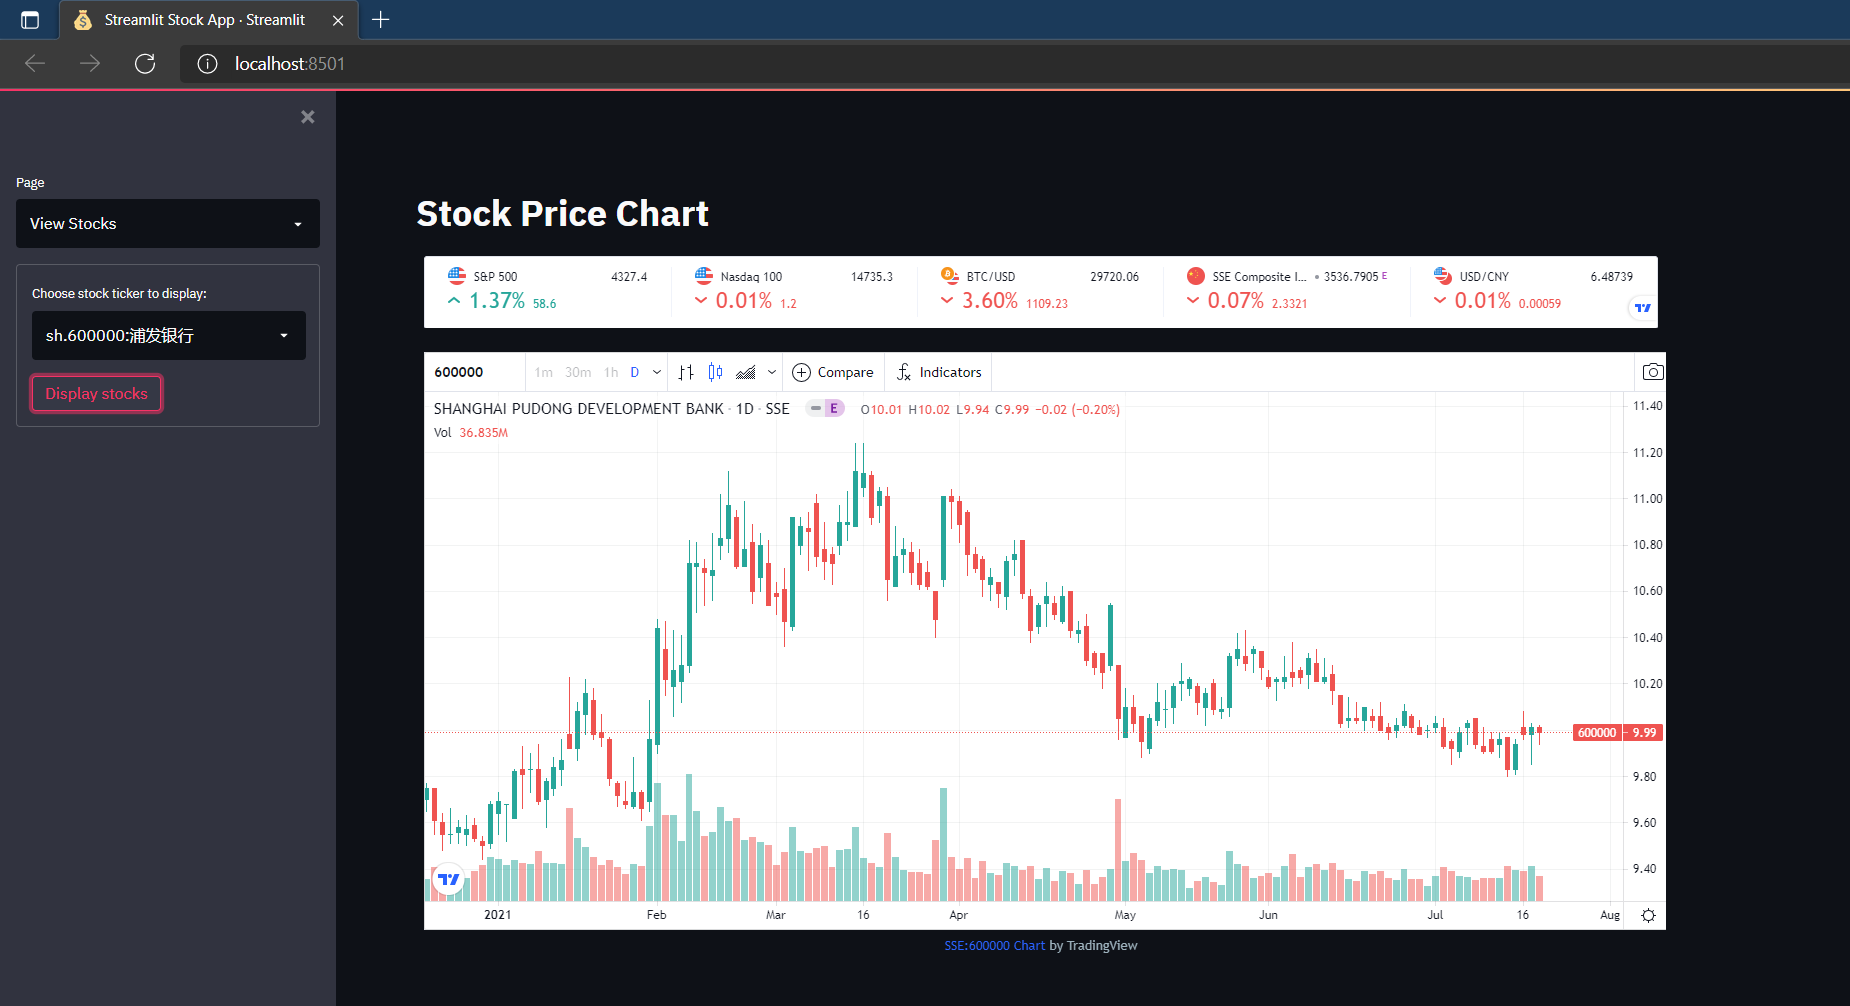 Streamlit Stock App · Streamlit
localhost:8501
Page
View Stocks
Choose stock ticker to display:
sh.600000:浦发银行
Display stocks
Stock Price Chart
S&P 500 4327.4
1.37% 58.6
Nasdaq 100 14735.3
0.01% 1.2
BTC/USD 29720.06
3.60% 1109.23
SSE Composite I... 3536.7905 E
0.07% 2.3321
USD/CNY 6.48739
0.01% 0.00059
600000 1m 30m 1h D Compare Indicators
SHANGHAI PUDONG DEVELOPMENT BANK · 1D · SSE E O10.01 H10.02 L9.94 C9.99 −0.02 (−0.20%)
Vol 36.835M
11.40
11.20
11.00
10.80
10.60
10.40
10.20
600000 9.99
9.80
9.60
9.40
2021 Feb Mar 16 Apr May Jun Jul 16 Aug
SSE:600000 Chart by TradingView